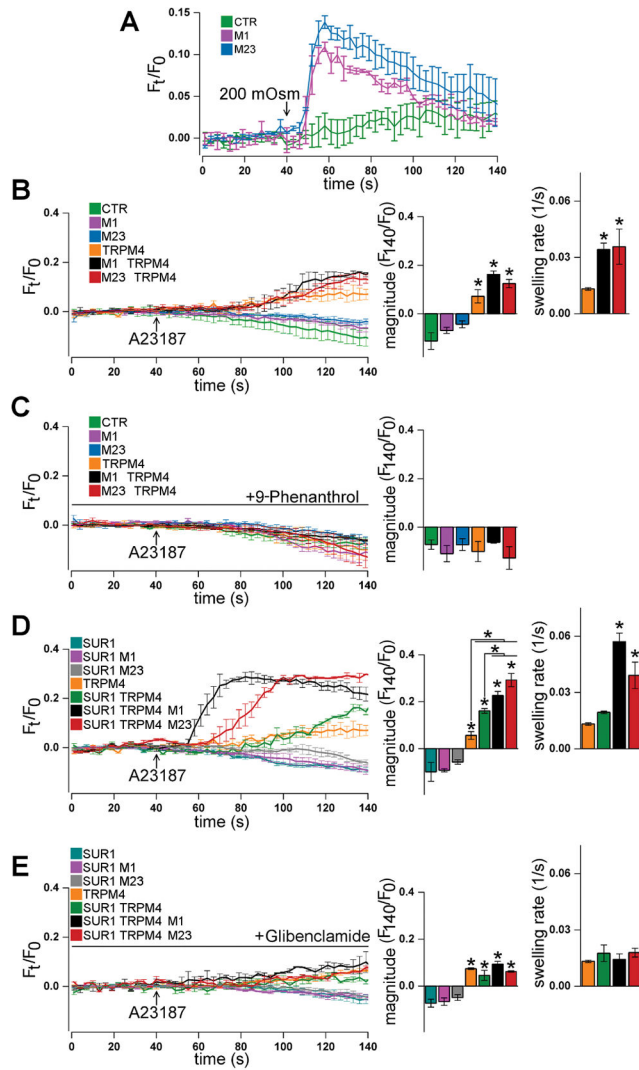 A
Ft/F0
0.15
0.10
0.05
0.00
CTR
M1
M23
200 mOsm
0 20 40 60 80 100 120 140
time (s)
B
Ft/F0
0.4
0.2
0.0
CTR
M1
M23
TRPM4
M1 TRPM4
M23 TRPM4
A23187
0 20 40 60 80 100 120 140
time (s)
magnitude (F140/F0)
0.4
0.2
0.0
* * *
swelling rate (1/s)
0.06
0.03
0.00
* *
C
Ft/F0
0.4
0.2
0.0
CTR
M1
M23
TRPM4
M1 TRPM4
M23 TRPM4
+9-Phenanthrol
A23187
0 20 40 60 80 100 120 140
time (s)
magnitude (F140/F0)
0.4
0.2
0.0
D
Ft/F0
0.4
0.2
0.0
SUR1
SUR1 M1
SUR1 M23
TRPM4
SUR1 TRPM4
SUR1 TRPM4 M1
SUR1 TRPM4 M23
A23187
0 20 40 60 80 100 120 140
time (s)
magnitude (F140/F0)
0.4
0.2
0.0
*
*
* * * *
swelling rate (1/s)
0.06
0.03
0.00
* *
E
Ft/F0
0.4
0.2
0.0
SUR1
SUR1 M1
SUR1 M23
TRPM4
SUR1 TRPM4
SUR1 TRPM4 M1
SUR1 TRPM4 M23
+Glibenclamide
A23187
0 20 40 60 80 100 120 140
time (s)
magnitude (F140/F0)
0.4
0.2
0.0
* * * *
swelling rate (1/s)
0.06
0.03
0.00